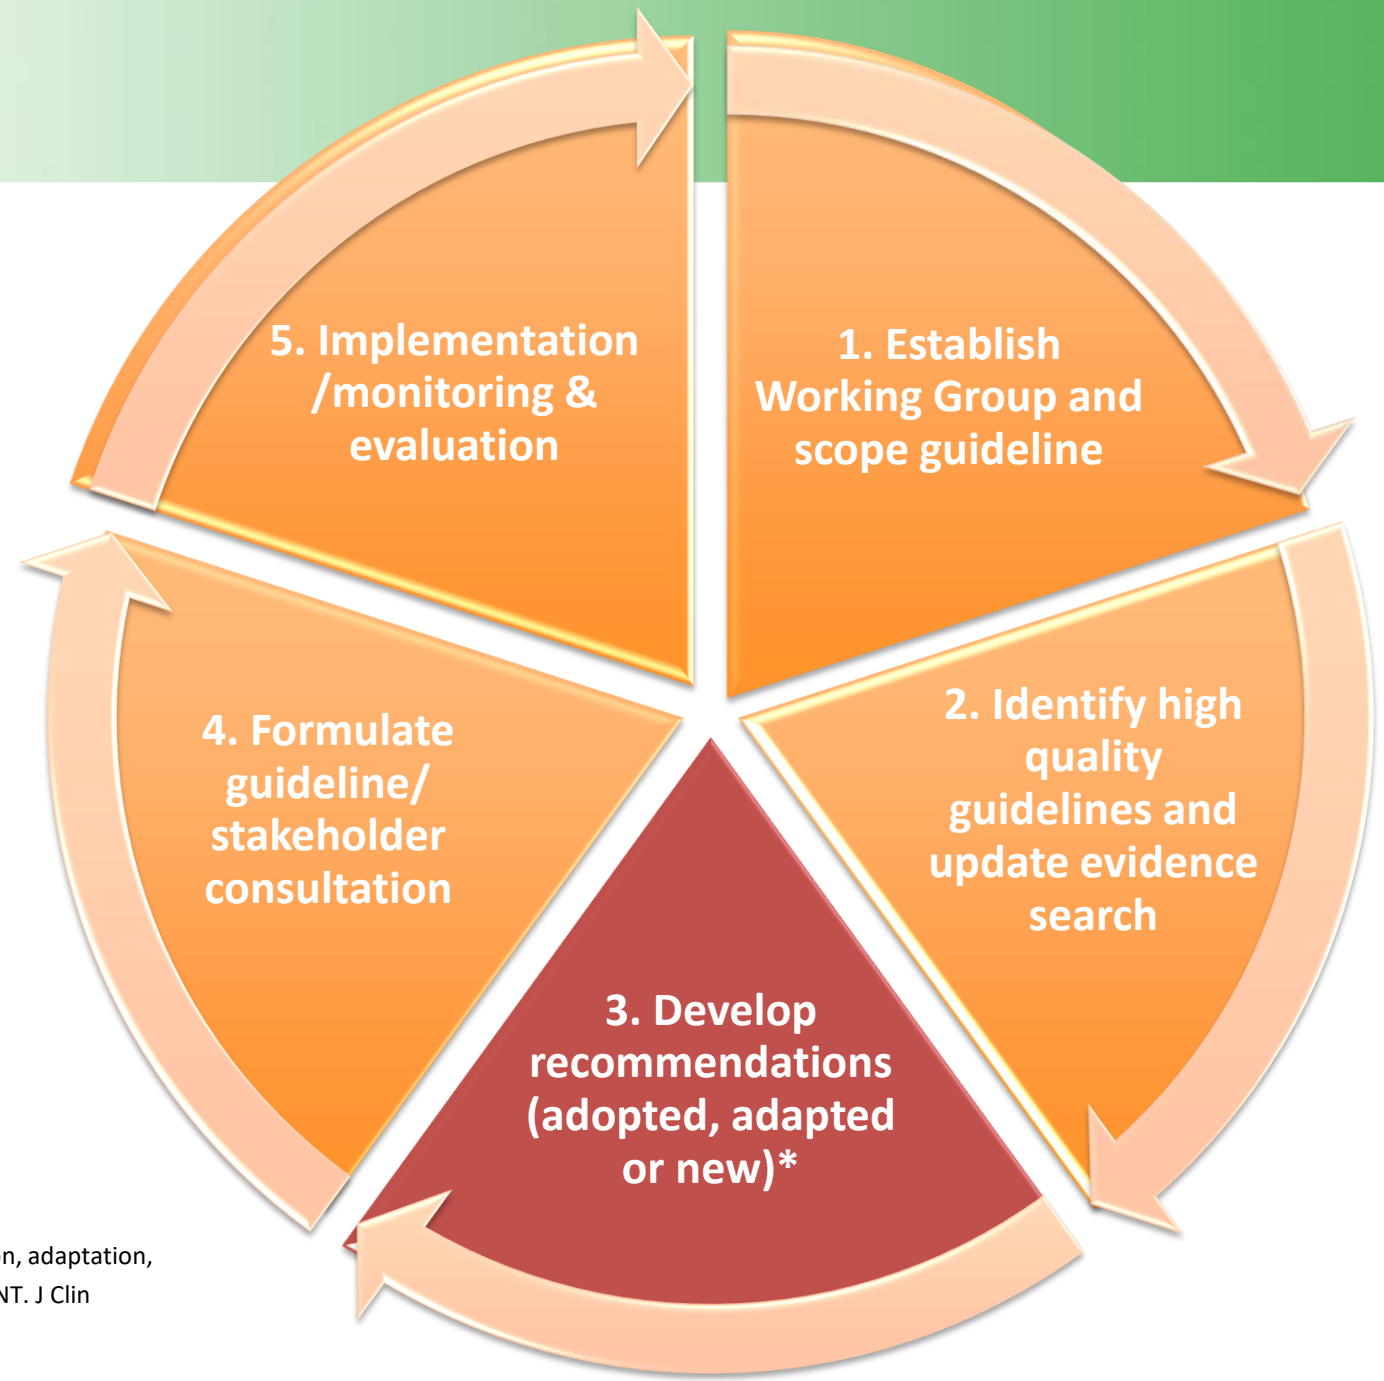 1. Establish
Working Group and
scope guideline
2. Identify high
quality
guidelines and
update evidence
search
3. Develop
recommendations
(adopted, adapted
or new)*
4. Formulate
guideline/
stakeholder
consultation
5. Implementation
/monitoring &
evaluation
adaptation,
J Clin